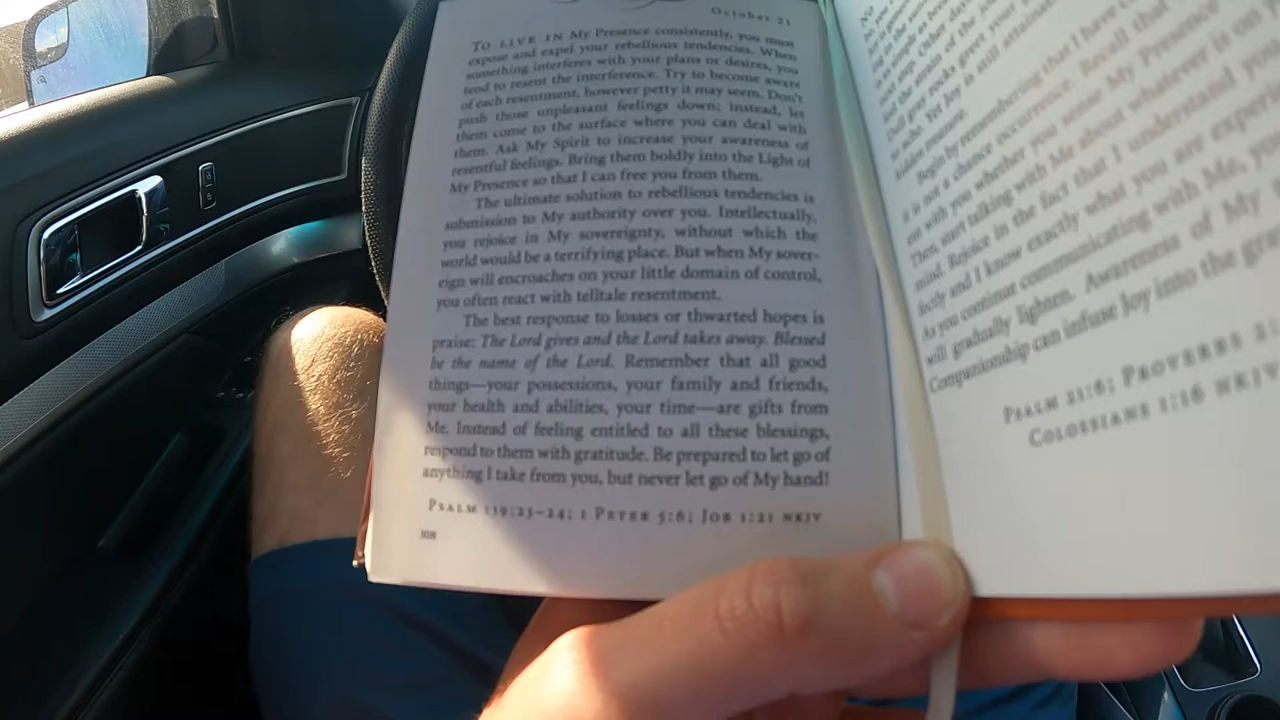 October 21
TO LIVE IN My Presence consistently, you must
expose and expel your rebellious tendencies. When
something interferes with your plans or desires, you
tend to resent the interference. Try to become aware
of each resentment, however petty it may seem. Don't
push those unpleasant feelings down; instead, let
them come to the surface where you can deal with
them. Ask My Spirit to increase your awareness of
resentful feelings. Bring them boldly into the Light of
My Presence so that I can free you from them.
The ultimate solution to rebellious tendencies is
submission to My authority over you. Intellectually,
you rejoice in My sovereignty, without which the
world would be a terrifying place. But when My sover-
eign will encroaches on your little domain of control,
you often react with telltale resentment.
The best response to losses or thwarted hopes is
praise: The Lord gives and the Lord takes away. Blessed
be the name of the Lord. Remember that all good
things—your possessions, your family and friends,
your health and abilities, your time—are gifts from
Me. Instead of feeling entitled to all these blessings,
respond to them with gratitude. Be prepared to let go of
anything I take from you, but never let go of My hand!
PSALM 139:23–24; 1 PETER 5:6; JOB 1:21 NKJV
308
hidden treasure.
Begin by remembering that I have
it is not a chance occurrence. Recall that
ent with you whether you sense My Presence
Then, start talking with Me about whatever is on
mind. Rejoice in the fact that I understand you
fectly and I know exactly what you are experi
As you continue communicating with Me, yo
will gradually lighten. Awareness of My
Companionship can infuse Joy into the gra
PSALM 21:6; PROVERBS 2:
COLOSSIANS 1:16 NKJV